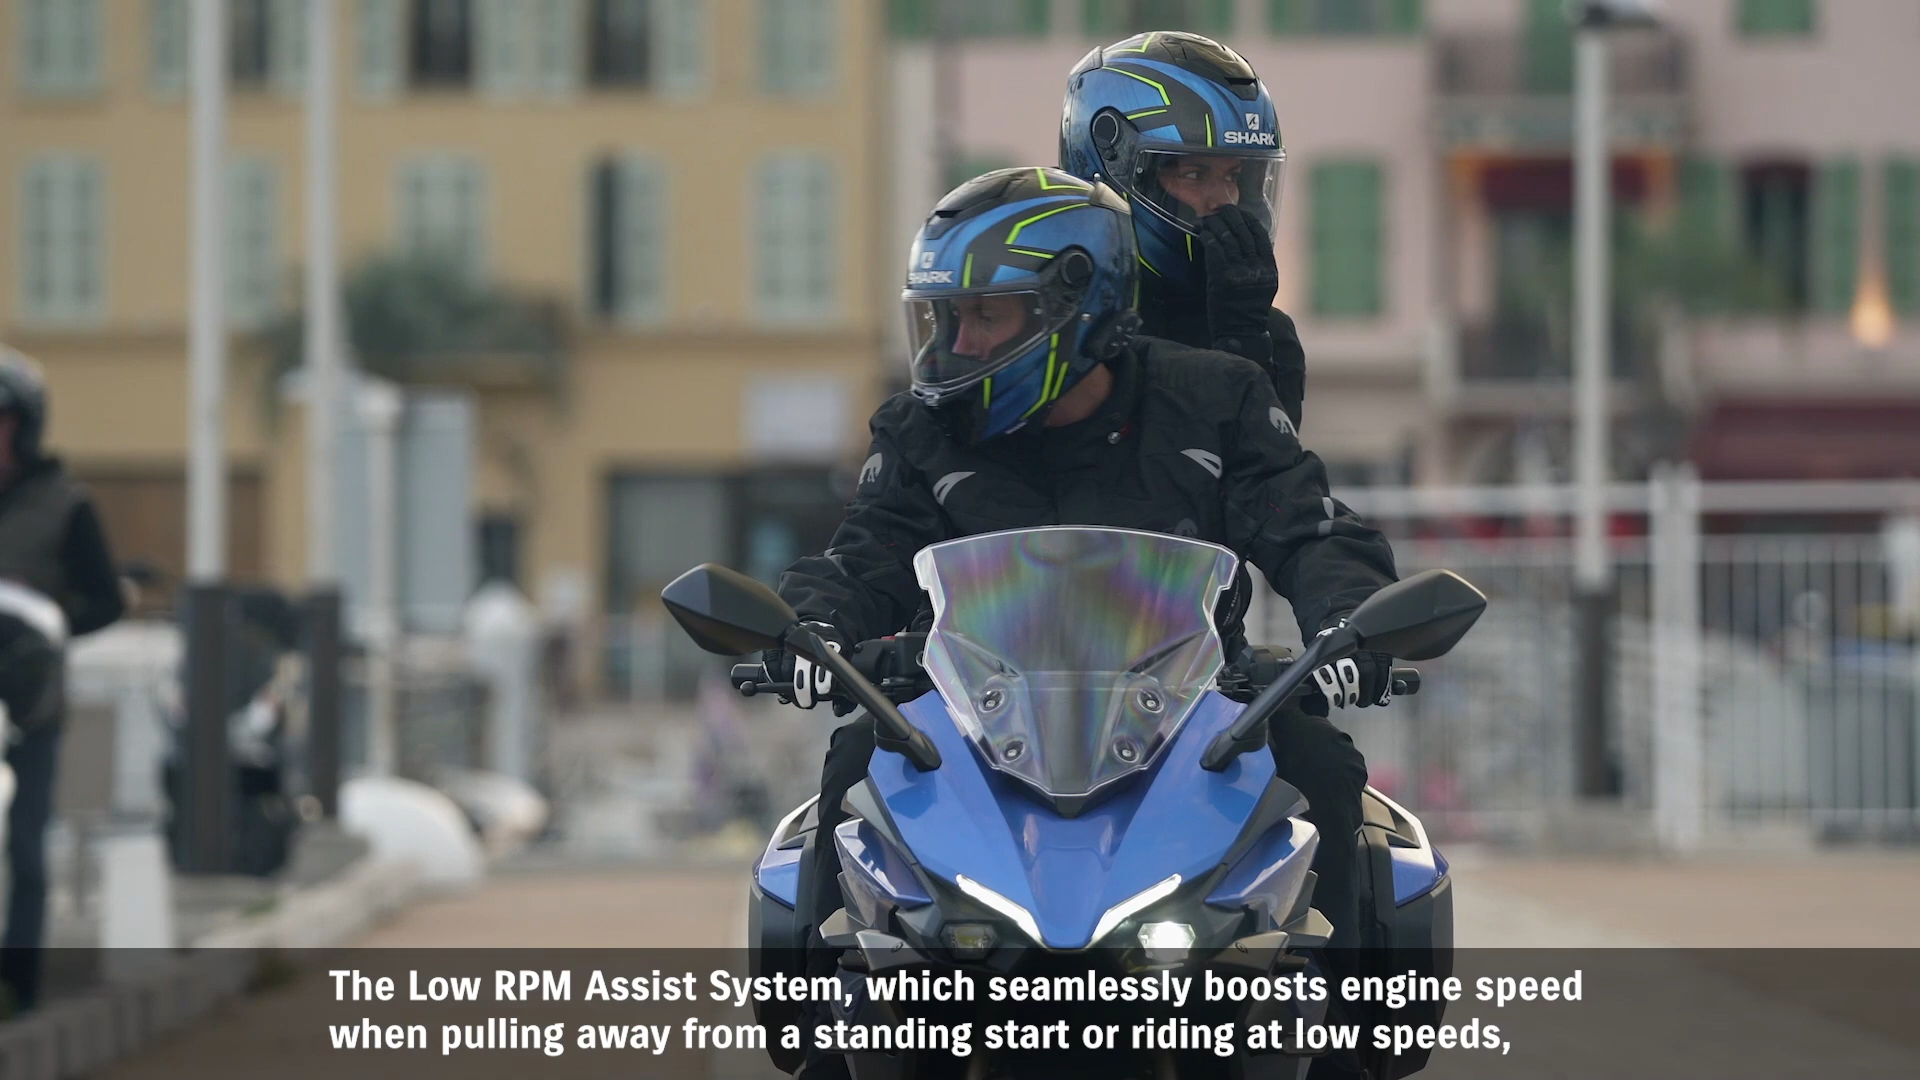 SHARK
SHARK
The Low RPM Assist System, which seamlessly boosts engine speed
when pulling away from a standing start or riding at low speeds,